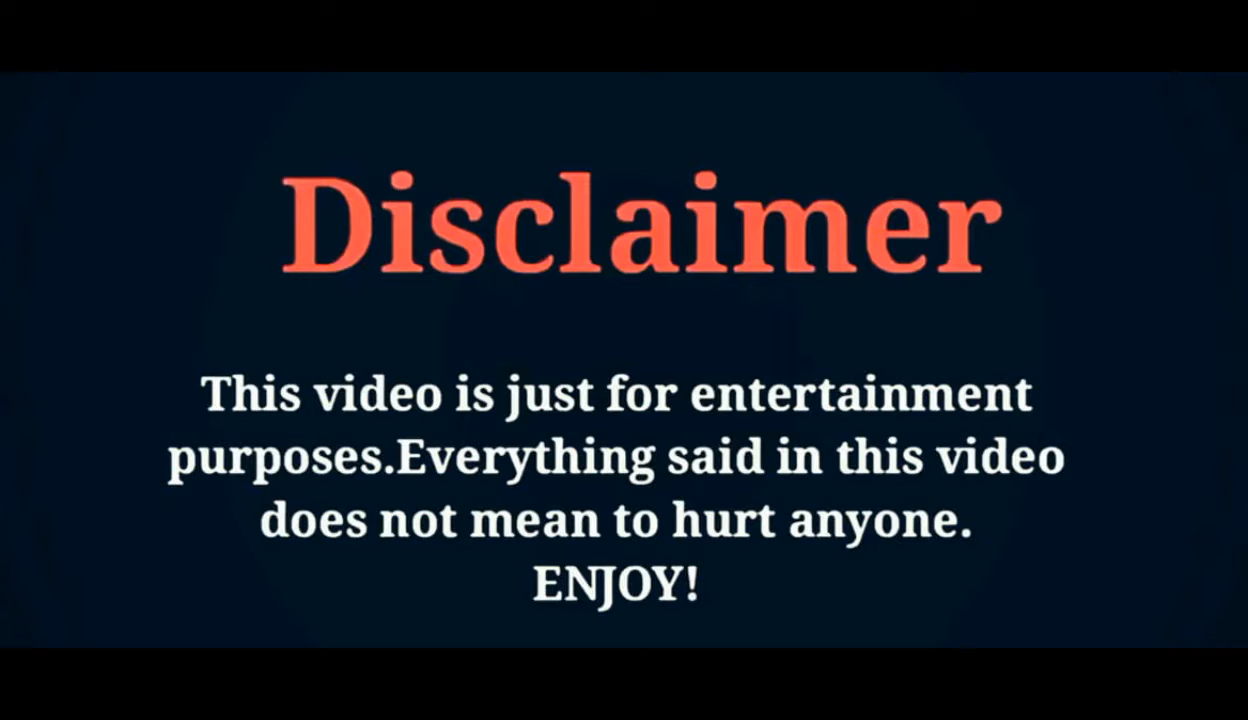 Disclaimer
This video is just for entertainment
purposes.Everything said in this video
does not mean to hurt anyone.
ENJOY!